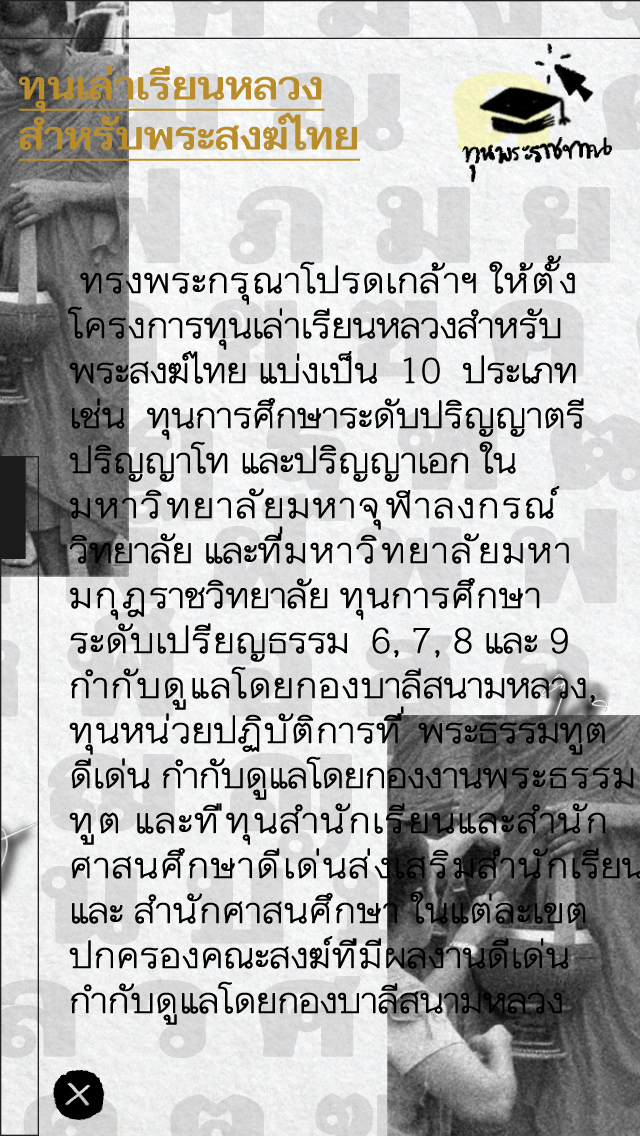 ทุนเล่าเรียนหลวง
สำหรับพระสงฆ์ไทย
ทุนพระราชทาน
ทรงพระกรุณาโปรดเกล้าฯ ให้ตั้ง
โครงการทุนเล่าเรียนหลวงสำหรับ
พระสงฆ์ไทย แบ่งเป็น 10 ประเภท
เช่น ทุนการศึกษาระดับปริญญาตรี
ปริญญาโท และปริญญาเอก ใน
มหาวิทยาลัยมหาจุฬาลงกรณ์
วิทยาลัย และที่มหาวิทยาลัยมหา
มกุฎราชวิทยาลัย ทุนการศึกษา
ระดับเปรียญธรรม 6, 7, 8 และ 9
กำกับดูแลโดยกองบาลีสนามหลวง,
ทุนหน่วยปฏิบัติการที่ พระธรรมทูต
ดีเด่น กำกับดูแลโดยกองงานพระธรรม
ทูต และที่ทุนสำนักเรียนและสำนัก
ศาสนศึกษาดีเด่นส่งเสริมสำนักเรียน
และ สำนักศาสนศึกษา ในแต่ละเขต
ปกครองคณะสงฆ์ที่มีผลงานดีเด่น
กำกับดูแลโดยกองบาลีสนามหลวง